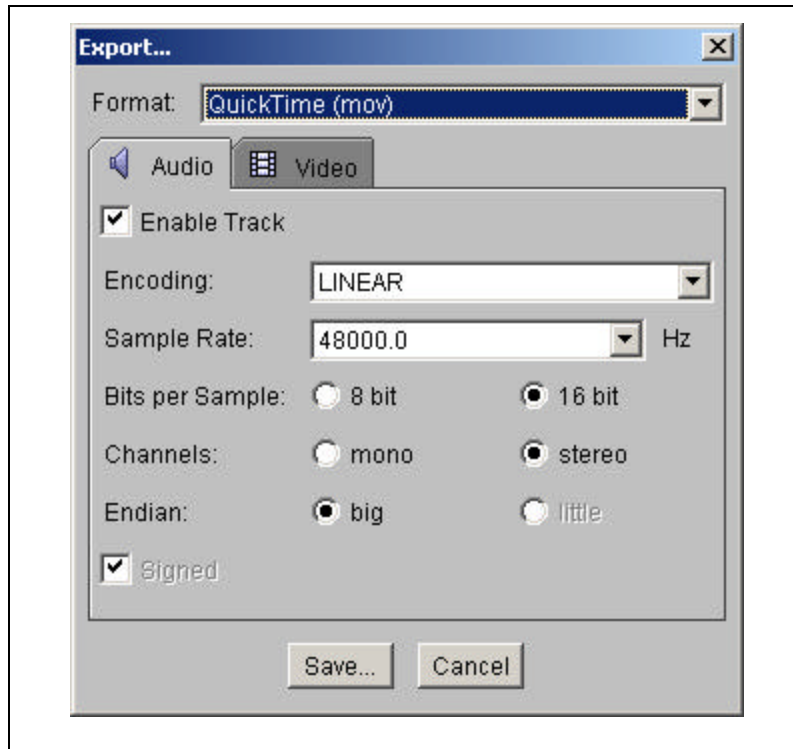 Export...
Format: QuickTime (mov)
Audio Video
Enable Track
Encoding: LINEAR
Sample Rate: 48000.0 Hz
Bits per Sample: 8 bit 16 bit
Channels: mono stereo
Endian: big little
Signed
Save... Cancel